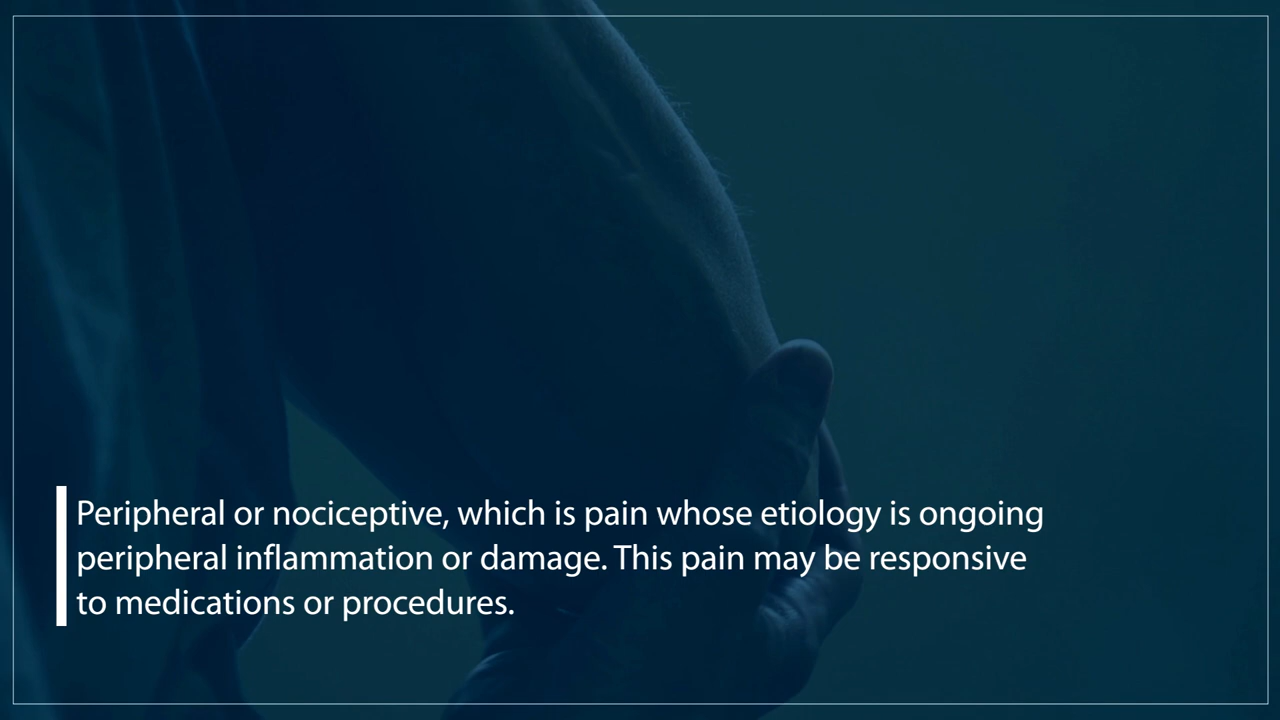 Peripheral or nociceptive, which is pain whose etiology is ongoing
peripheral inflammation or damage. This pain may be responsive
to medications or procedures.